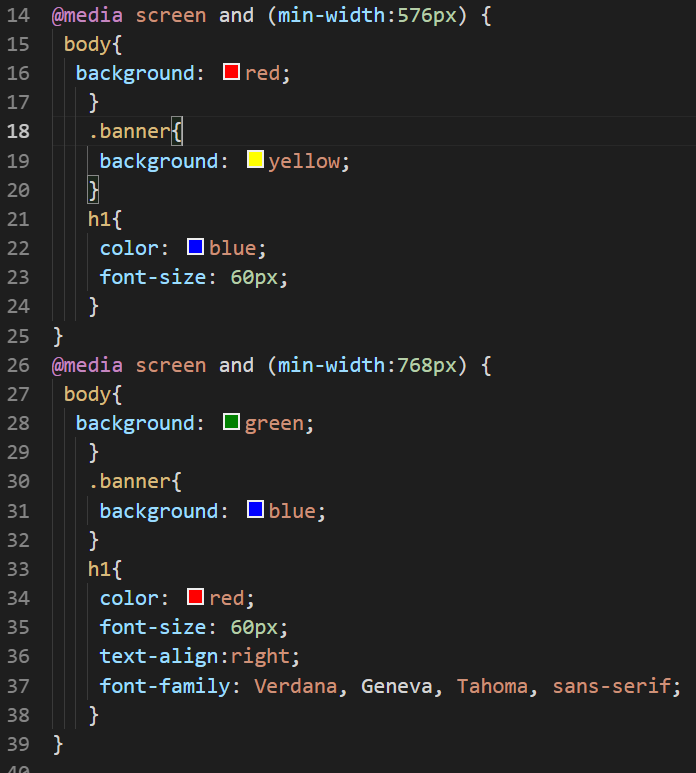 14 @media screen and (min-width:576px) {
15 body{
16 background: red;
17 }
18 .banner{
19 background: yellow;
20 }
21 h1{
22 color: blue;
23 font-size: 60px;
24 }
25 }
26 @media screen and (min-width:768px) {
27 body{
28 background: green;
29 }
30 .banner{
31 background: blue;
32 }
33 h1{
34 color: red;
35 font-size: 60px;
36 text-align:right;
37 font-family: Verdana, Geneva, Tahoma, sans-serif;
38 }
39 }
40